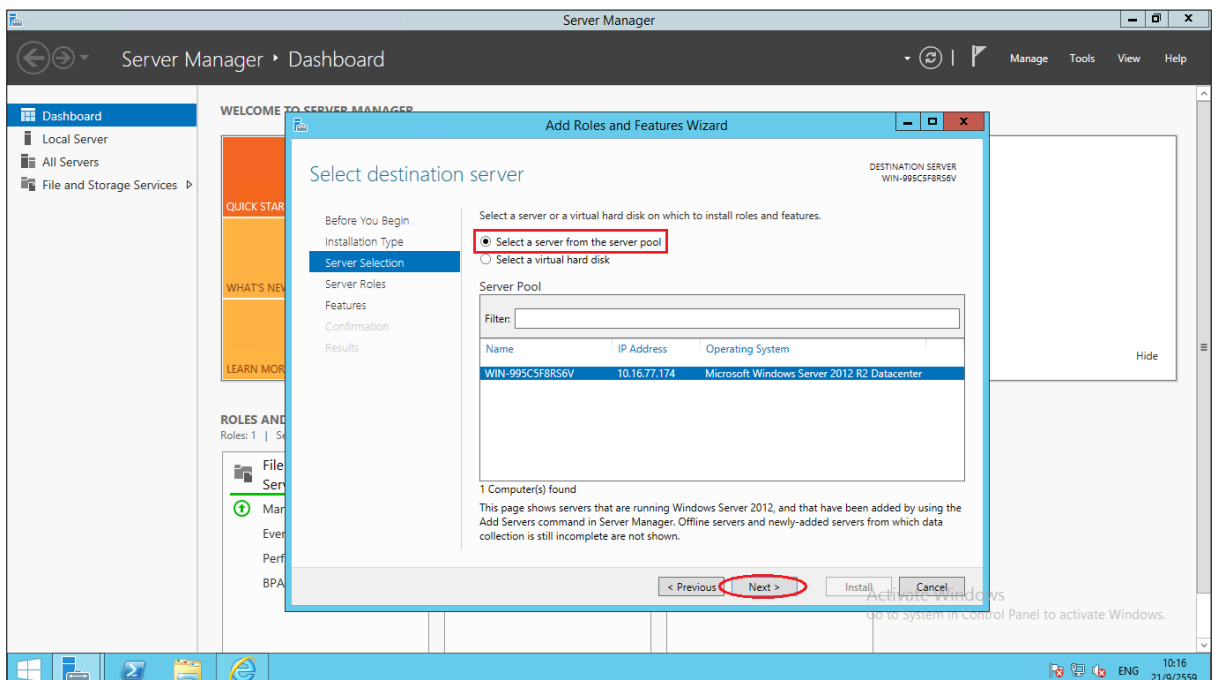 Server Manager
Server Manager • Dashboard
Manage Tools View Help
Dashboard
Local Server
All Servers
File and Storage Services
WELCOME TO SERVER MANAGER
QUICK STAR
WHAT'S NEW
LEARN MOR
Hide
ROLES AND
Roles: 1 | Se
File
Serv
Man
Even
Perf
BPA
Add Roles and Features Wizard
Select destination server
DESTINATION SERVER
WIN-995C5F8RS6V
Before You Begin
Installation Type
Server Selection
Server Roles
Features
Confirmation
Results
Select a server or a virtual hard disk on which to install roles and features.
Select a server from the server pool
Select a virtual hard disk
Server Pool
Filter:
Name IP Address Operating System
WIN-995C5F8RS6V 10.16.77.174 Microsoft Windows Server 2012 R2 Datacenter
1 Computer(s) found
This page shows servers that are running Windows Server 2012, and that have been added by using the
Add Servers command in Server Manager. Offline servers and newly-added servers from which data
collection is still incomplete are not shown.
< Previous Next > Install Cancel
Activate Windows
Go to System in Control Panel to activate Windows.
ENG 10:16
21/9/2559